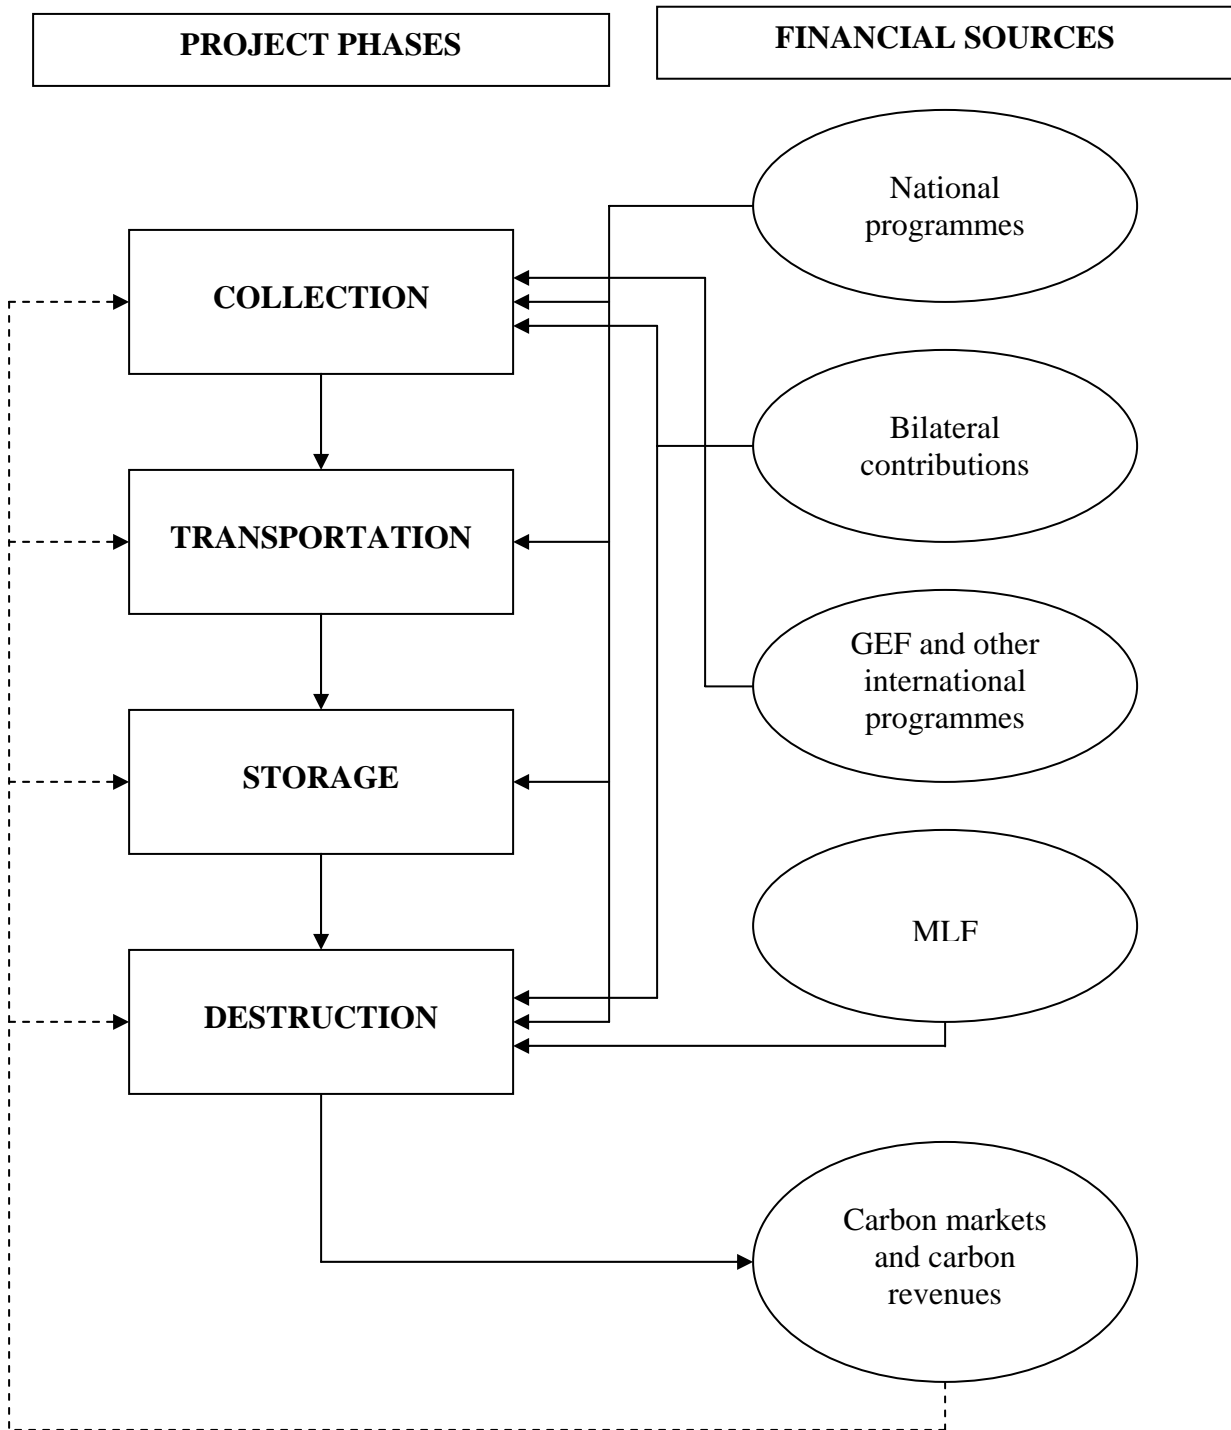 PROJECT PHASES
FINANCIAL SOURCES
National
programmes
COLLECTION
Bilateral
contributions
TRANSPORTATION
GEF and other
international
programmes
STORAGE
MLF
DESTRUCTION
Carbon markets
and carbon
revenues